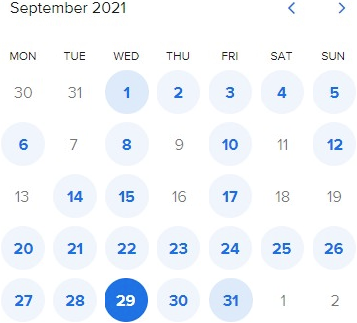 September 2021
MON TUE WED THU FRI SAT SUN
30 31 1 2 3 4 5
6 7 8 9 10 11 12
13 14 15 16 17 18 19
20 21 22 23 24 25 26
27 28 29 30 31 1 2